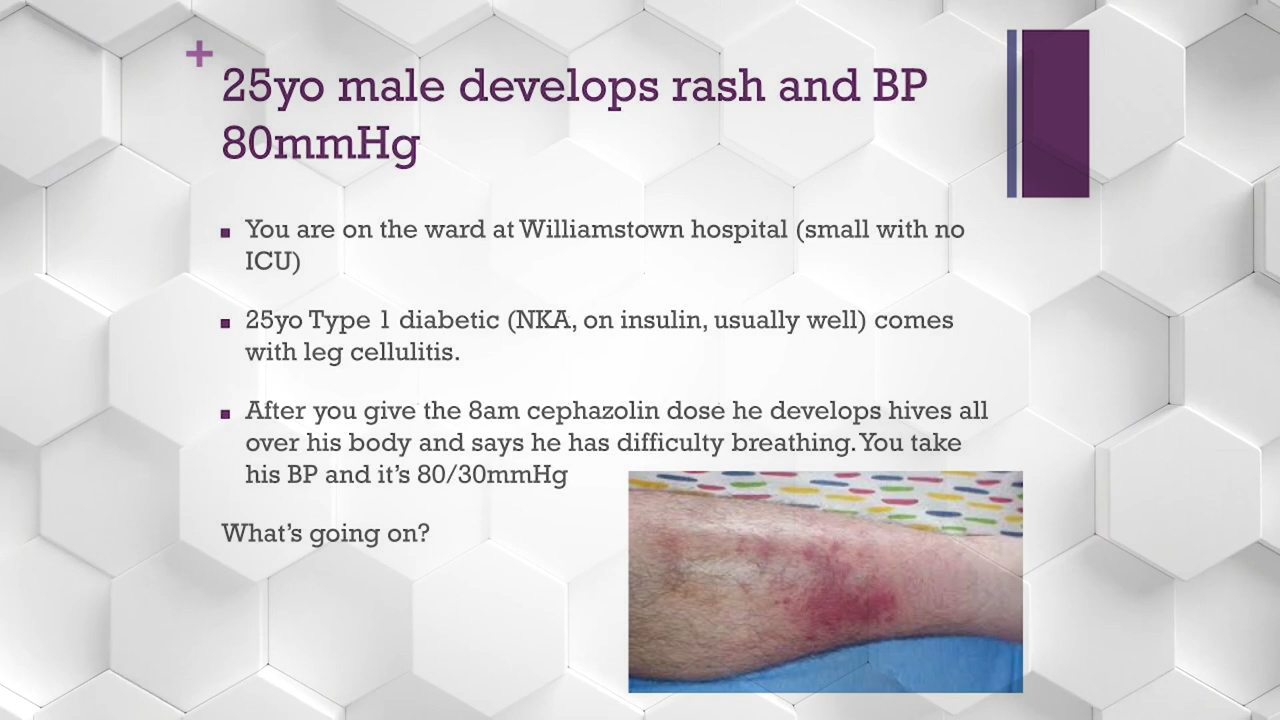 +
25yo male develops rash and BP
80mmHg
▪ You are on the ward at Williamstown hospital (small with no
ICU)
▪ 25yo Type 1 diabetic (NKA, on insulin, usually well) comes
with leg cellulitis.
▪ After you give the 8am cephazolin dose he develops hives all
over his body and says he has difficulty breathing. You take
his BP and it’s 80/30mmHg
What’s going on?